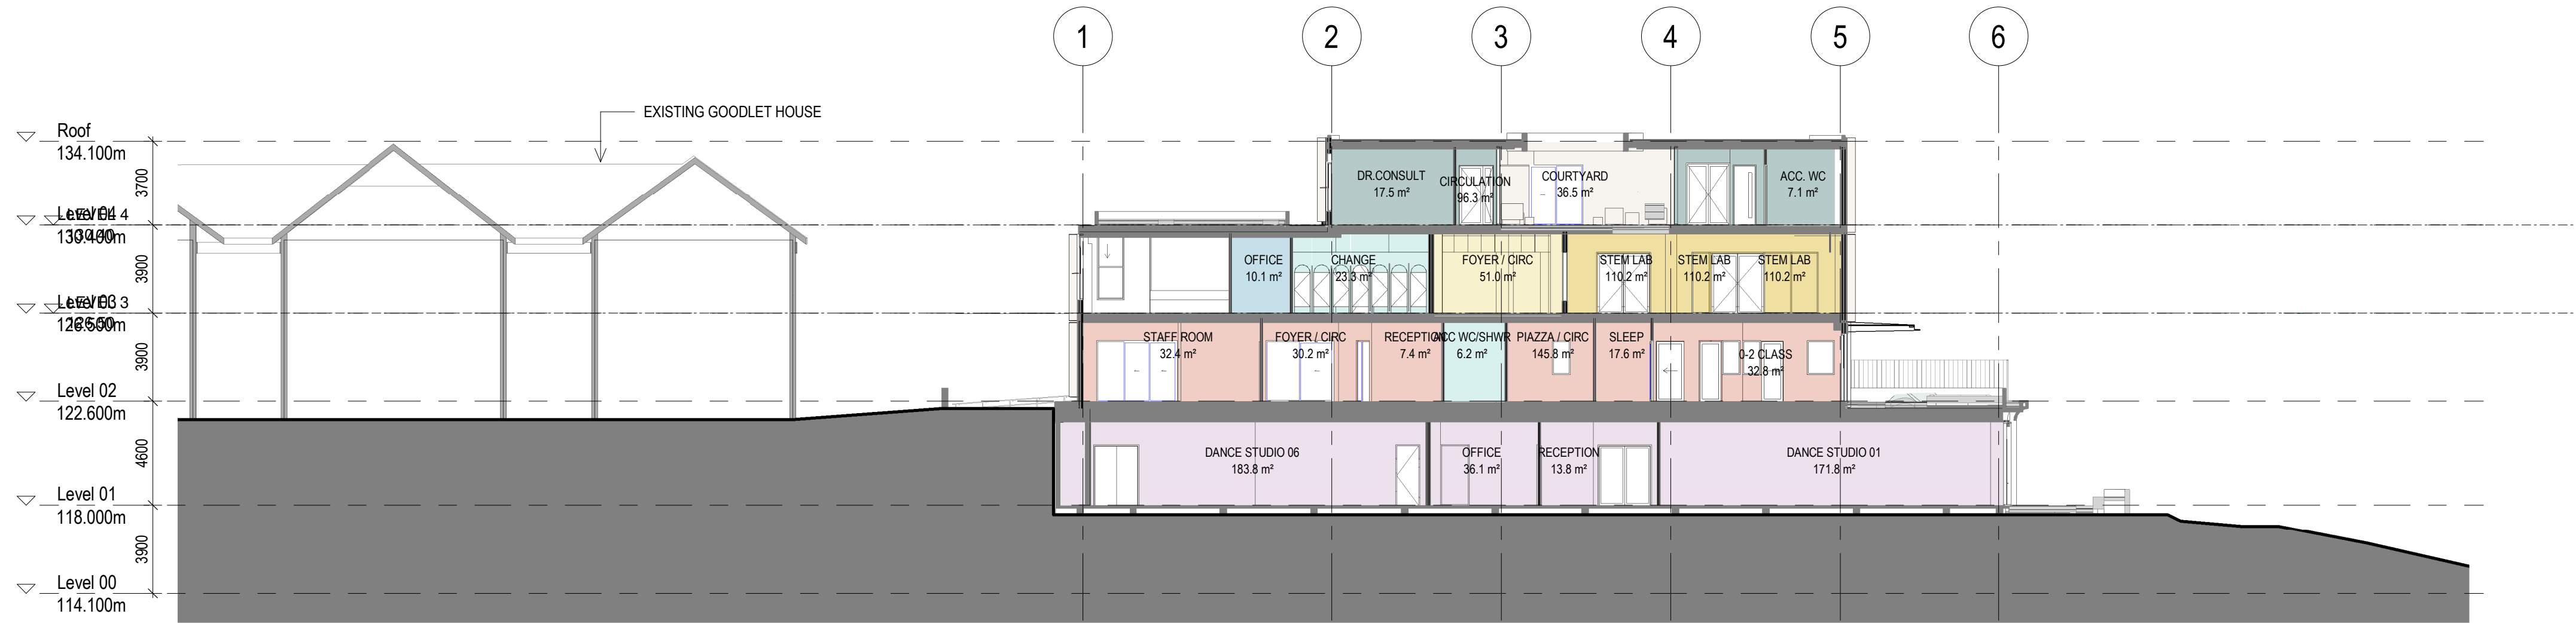 1 2 3 4 5 6
EXISTING GOODLET HOUSE
Roof
134.100m
3700
DR.CONSULT
17.5 m²
CIRCULATION
96.3 m²
COURTYARD
36.5 m²
ACC. WC
7.1 m²
Level 04
LEVEL 4
130.400m
3900
OFFICE
10.1 m²
CHANGE
23.3 m²
FOYER / CIRC
51.0 m²
STEM LAB
110.2 m²
STEM LAB
110.2 m²
STEM LAB
110.2 m²
Level 03
LEVEL 3
126.500m
3900
STAFF ROOM
32.4 m²
FOYER / CIRC
30.2 m²
RECEPTION
7.4 m²
ACC WC/SHWR
6.2 m²
PIAZZA / CIRC
145.8 m²
SLEEP
17.6 m²
0-2 CLASS
32.8 m²
Level 02
122.600m
4600
DANCE STUDIO 06
183.8 m²
OFFICE
36.1 m²
RECEPTION
13.8 m²
DANCE STUDIO 01
171.8 m²
Level 01
118.000m
3900
Level 00
114.100m